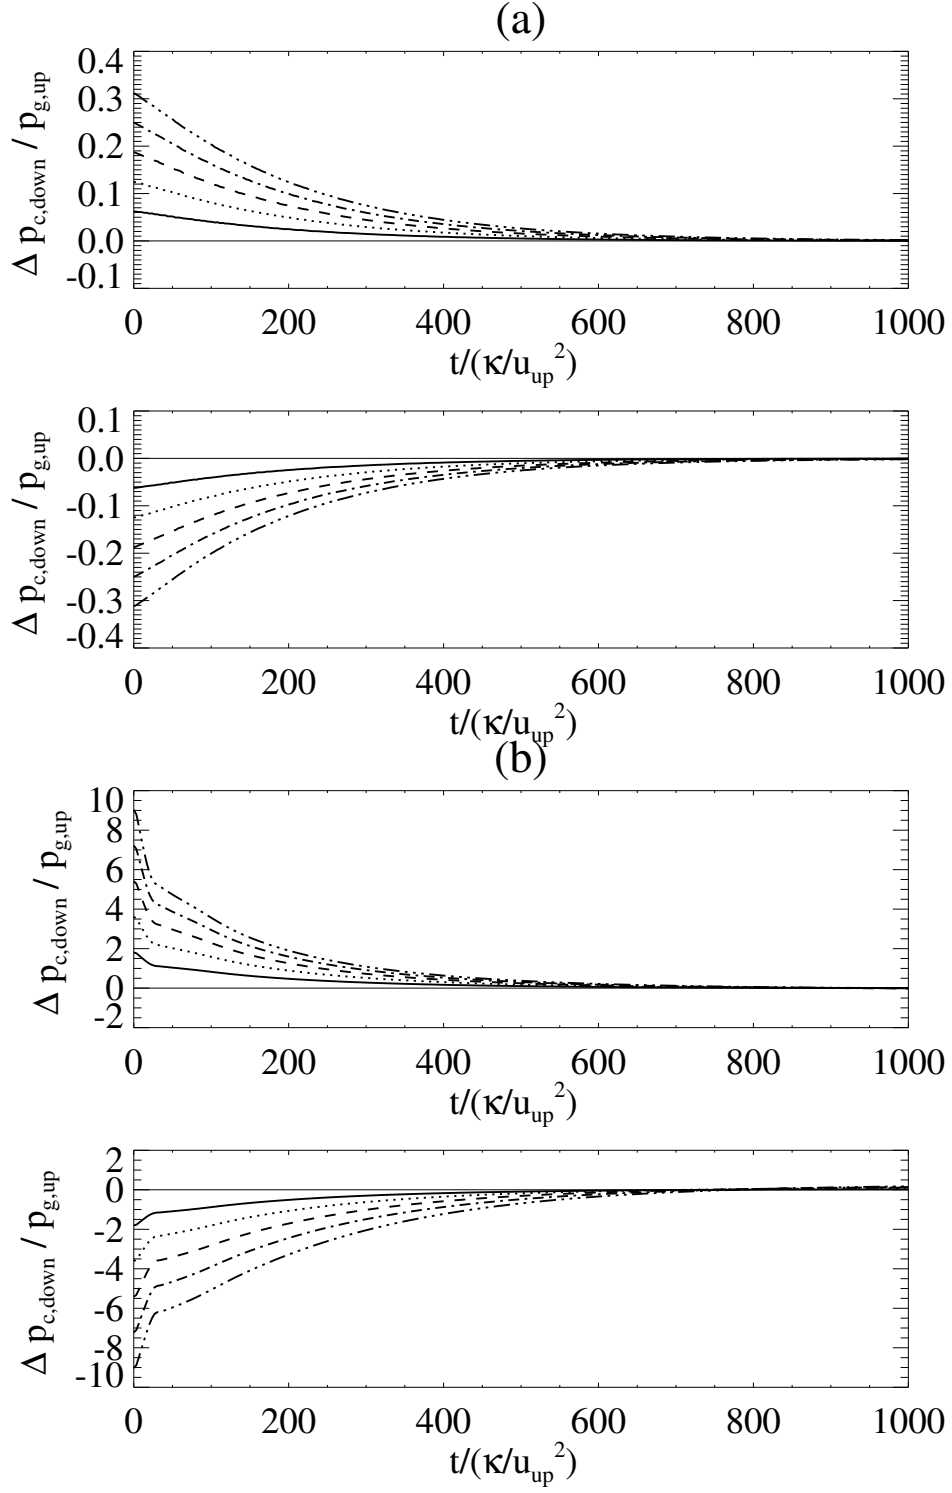 (a)
Δ p_c,down / p_g,up
0.4
0.3
0.2
0.1
0.0
-0.1
0 200 400 600 800 1000
t/(κ/u_up^2)
Δ p_c,down / p_g,up
0.1
0.0
-0.1
-0.2
-0.3
-0.4
0 200 400 600 800 1000
t/(κ/u_up^2)
(b)
Δ p_c,down / p_g,up
10
8
6
4
2
0
-2
0 200 400 600 800 1000
t/(κ/u_up^2)
Δ p_c,down / p_g,up
2
0
-2
-4
-6
-8
-10
0 200 400 600 800 1000
t/(κ/u_up^2)